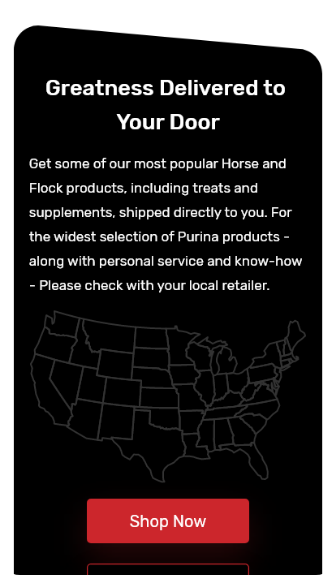 Greatness Delivered to
Your Door
Get some of our most popular Horse and
Flock products, including treats and
supplements, shipped directly to you. For
the widest selection of Purina products -
along with personal service and know-how
- Please check with your local retailer.
Shop Now